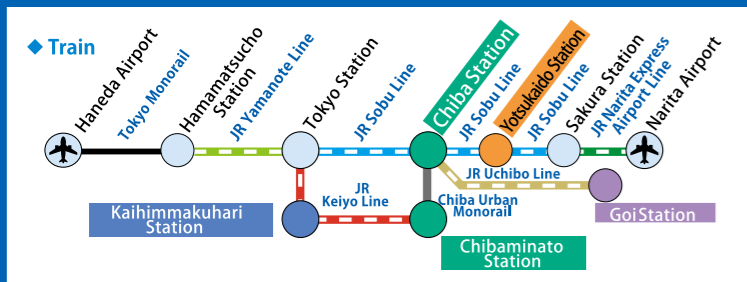 ◆ Train
Haneda Airport
Tokyo Monorail
Hamamatsucho
Station
JR Yamanote Line
Tokyo Station
JR Sobu Line
Chiba Station
JR Sobu Line
Yotsukaido Station
JR Sobu Line
Sakura Station
JR Narita Express
Airport Line
Narita Airport
JR Uchibo Line
JR
Keiyo Line
Chiba Urban
Monorail
Kaihimmakuhari
Station
Goi Station
Chibaminato
Station